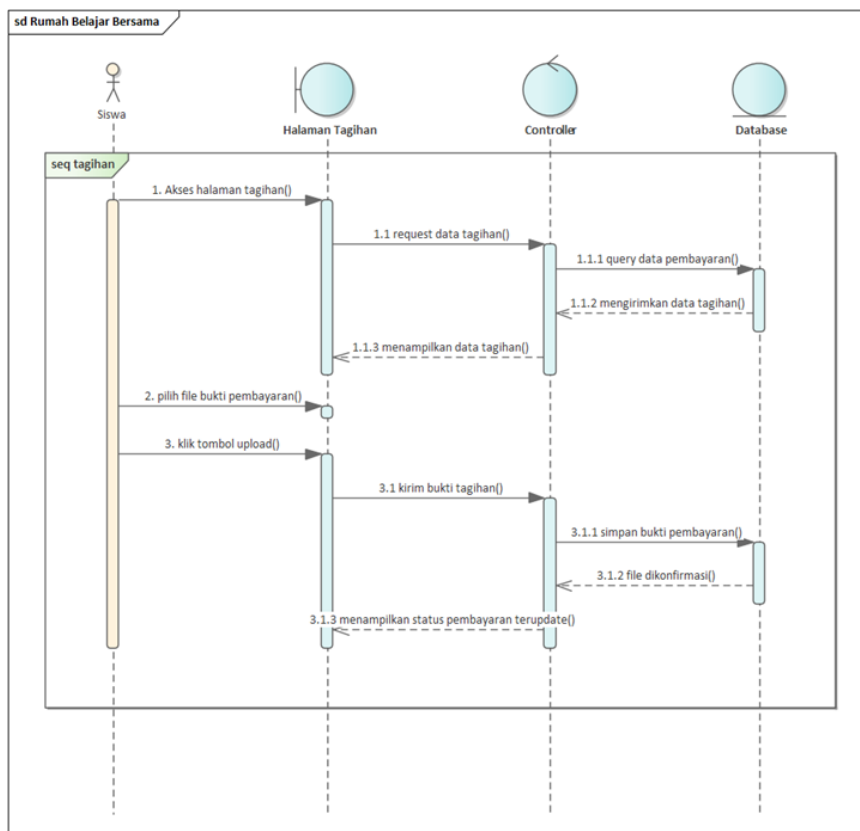 sd Rumah Belajar Bersama
Siswa
Halaman Tagihan
Controller
Database
seq tagihan
1. Akses halaman tagihan()
1.1 request data tagihan()
1.1.1 query data pembayaran()
1.1.2 mengirimkan data tagihan()
1.1.3 menampilkan data tagihan()
2. pilih file bukti pembayaran()
3. klik tombol upload()
3.1 kirim bukti tagihan()
3.1.1 simpan bukti pembayaran()
3.1.2 file dikonfirmasi()
3.1.3 menampilkan status pembayaran terupdate()